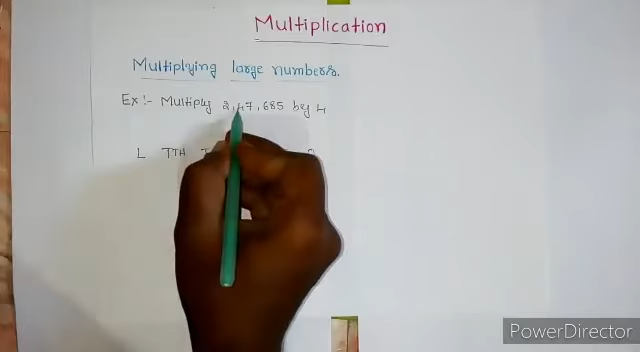 Multiplication
Multiplying large numbers.
Ex:- Multiply 2,47,685 by 4
L TTH T O
PowerDirector